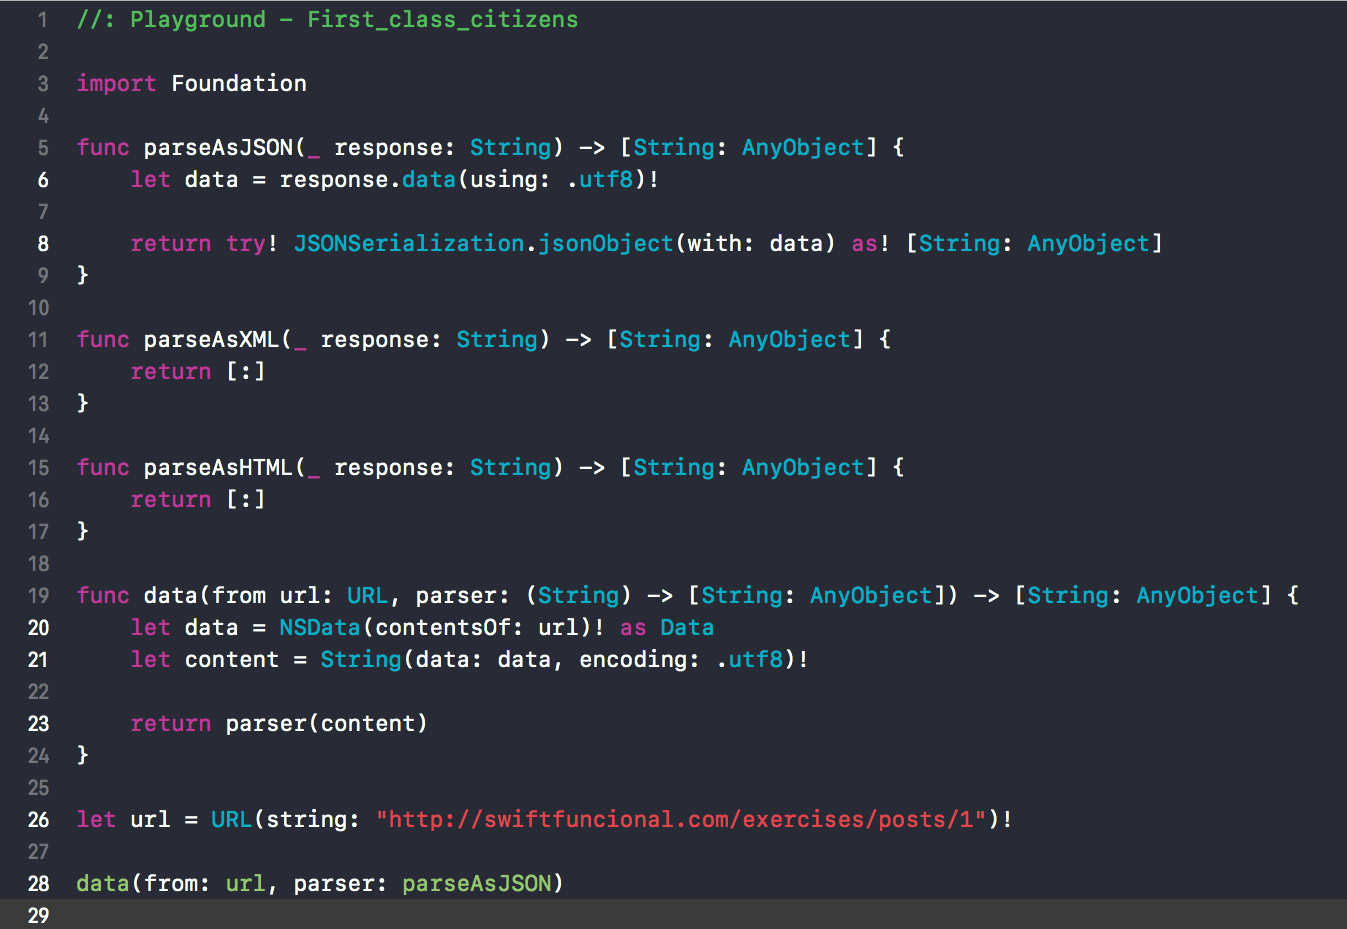 1 //: Playground - First_class_citizens
2
3 import Foundation
4
5 func parseAsJSON(_ response: String) -> [String: AnyObject] {
6     let data = response.data(using: .utf8)!
7
8     return try! JSONSerialization.jsonObject(with: data) as! [String: AnyObject]
9 }
10
11 func parseAsXML(_ response: String) -> [String: AnyObject] {
12     return [:]
13 }
14
15 func parseAsHTML(_ response: String) -> [String: AnyObject] {
16     return [:]
17 }
18
19 func data(from url: URL, parser: (String) -> [String: AnyObject]) -> [String: AnyObject] {
20     let data = NSData(contentsOf: url)! as Data
21     let content = String(data: data, encoding: .utf8)!
22
23     return parser(content)
24 }
25
26 let url = URL(string: "http://swiftfuncional.com/exercises/posts/1")!
27
28 data(from: url, parser: parseAsJSON)
29